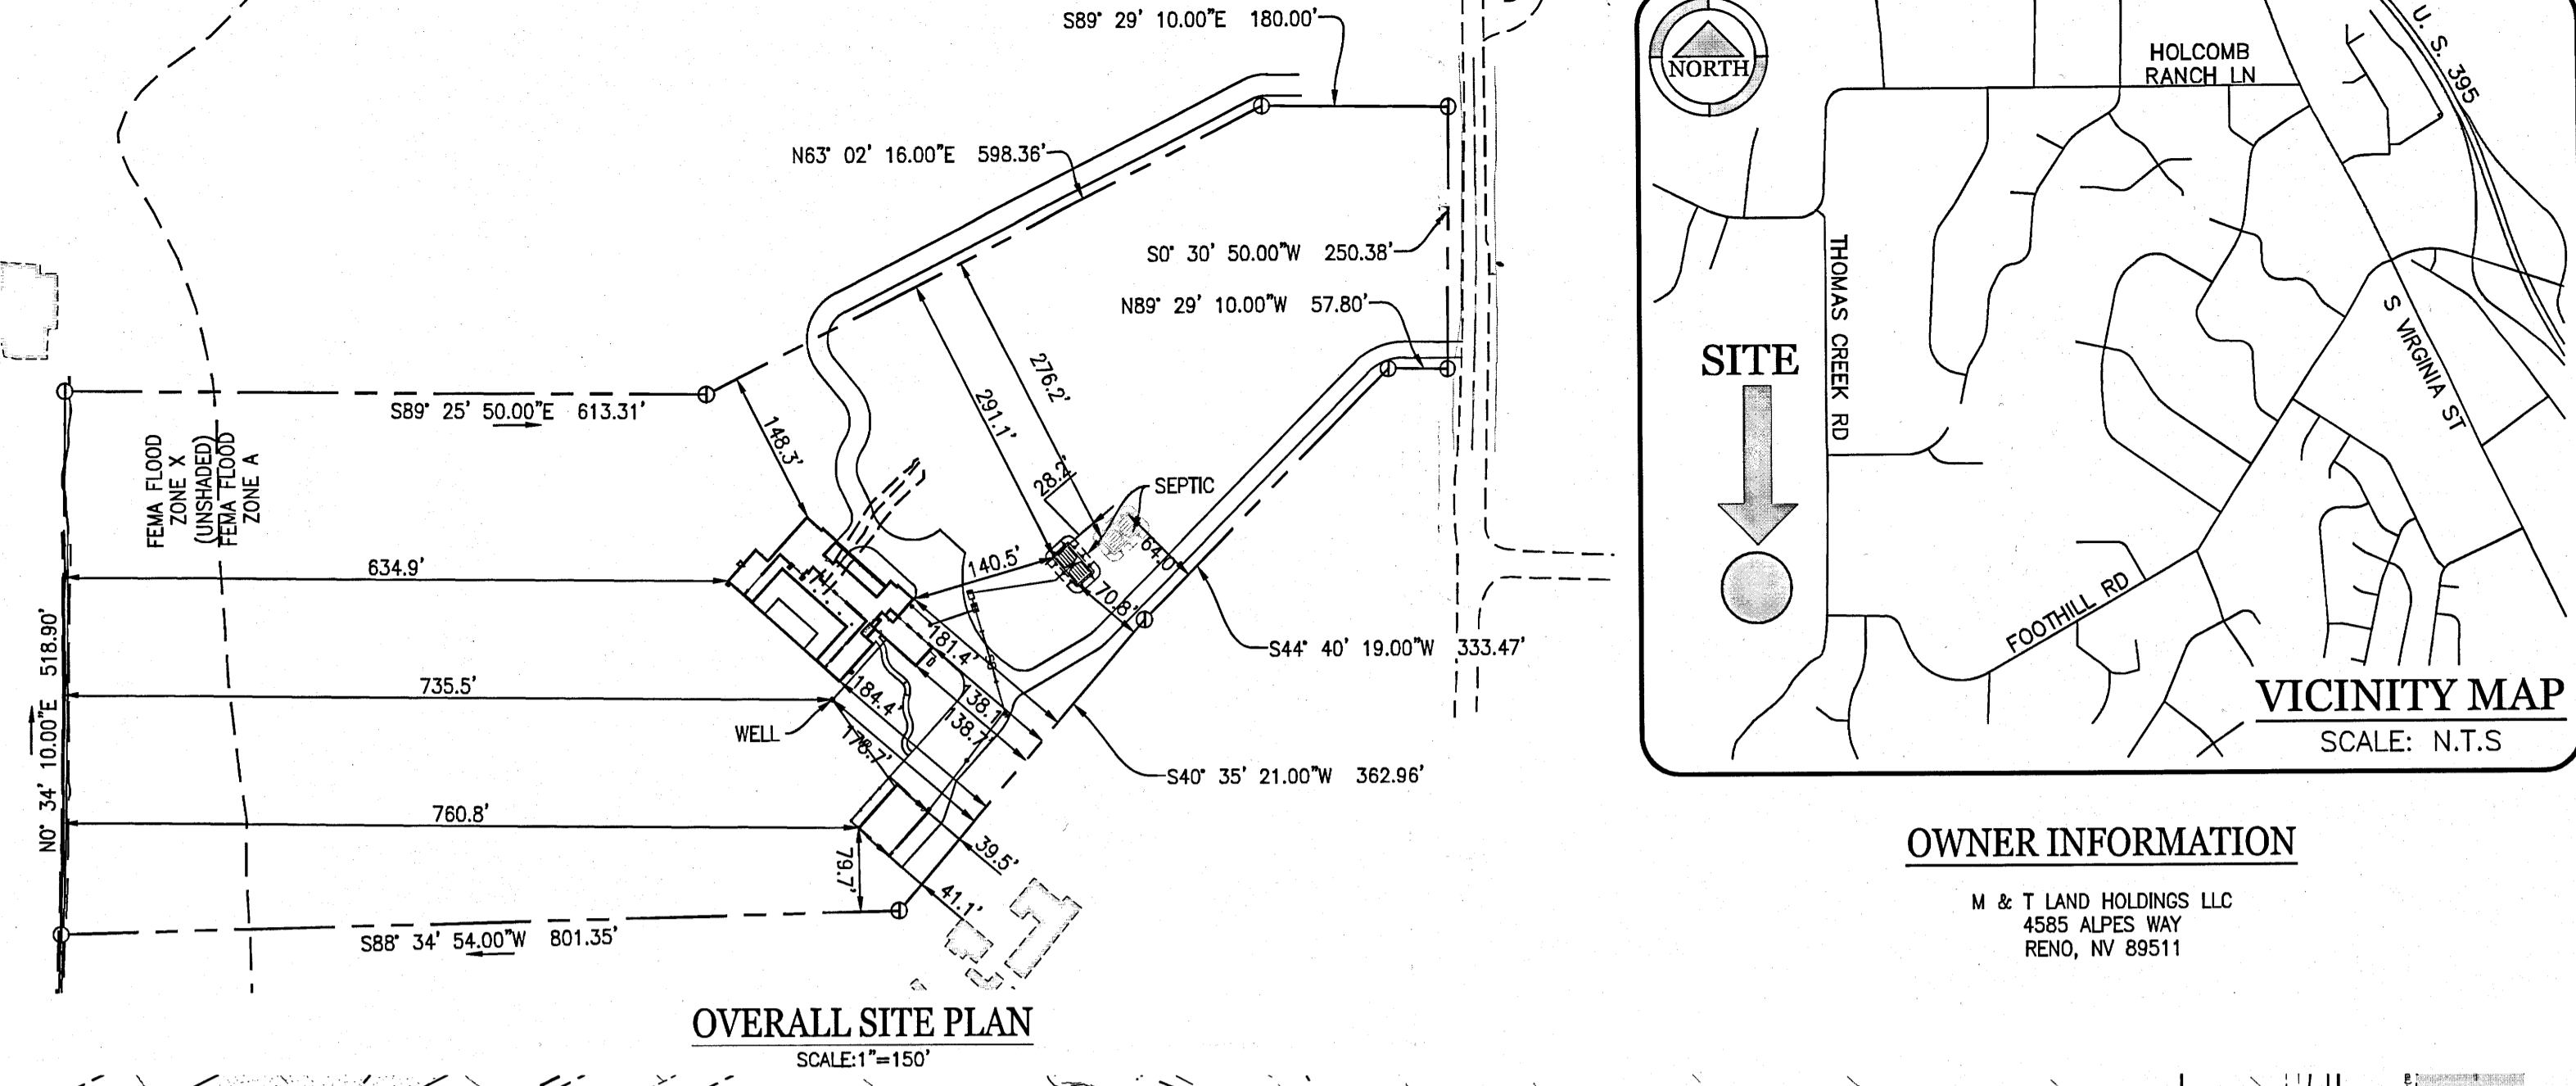 S89° 29' 10.00"E 180.00'
N63° 02' 16.00"E 598.36'
S0° 30' 50.00"W 250.38'
N89° 29' 10.00"W 57.80'
S89° 25' 50.00"E 613.31'
FEMA FLOOD
ZONE X
(UNSHADED)
FEMA FLOOD
ZONE A
148.3'
291.1'
276.2'
28.2'
SEPTIC
64.0'
140.5'
70.8'
634.9'
S44° 40' 19.00"W 333.47'
181.4'
N0° 34' 10.00"E 518.90'
735.5'
184.4'
138.1'
138.7'
WELL
178.7'
S40° 35' 21.00"W 362.96'
760.8'
79.7'
39.5'
41.1'
S88° 34' 54.00"W 801.35'
OVERALL SITE PLAN
SCALE:1"=150'
NORTH
HOLCOMB
RANCH LN
U. S. 395
THOMAS CREEK RD
SITE
S VIRGINIA ST
FOOTHILL RD
VICINITY MAP
SCALE: N.T.S
OWNER INFORMATION
M & T LAND HOLDINGS LLC
4585 ALPES WAY
RENO, NV 89511